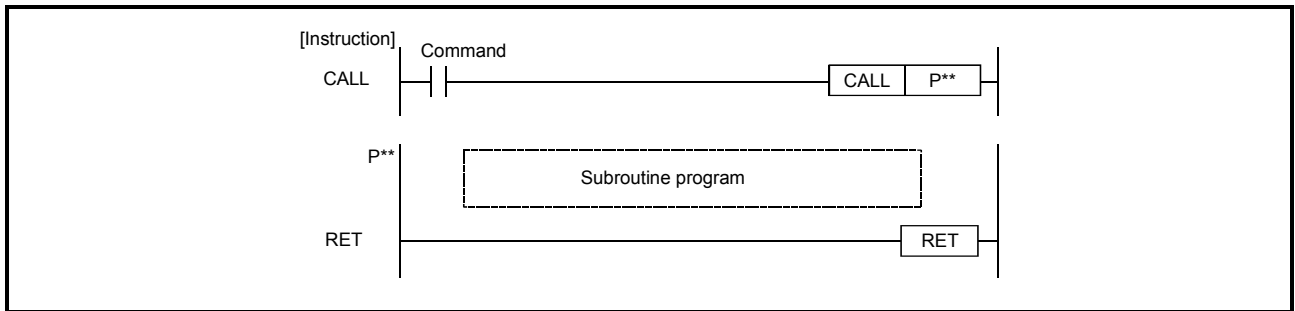 [Instruction]
Command
CALL CALL P**
P**
Subroutine program
RET RET